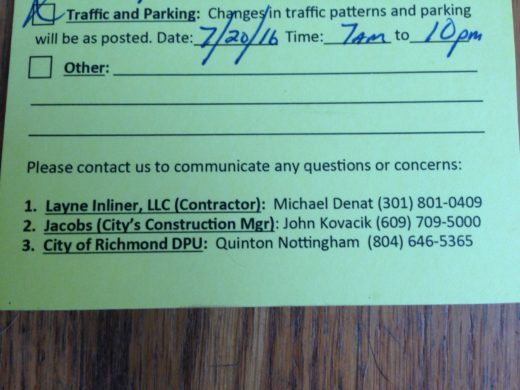 Traffic and Parking: Changes in traffic patterns and parking
will be as posted. Date: 7/20/16 Time: 7am to 10pm
Other:
Please contact us to communicate any questions or concerns:
1. Layne Inliner, LLC (Contractor): Michael Denat (301) 801-0409
2. Jacobs (City's Construction Mgr): John Kovacik (609) 709-5000
3. City of Richmond DPU: Quinton Nottingham (804) 646-5365